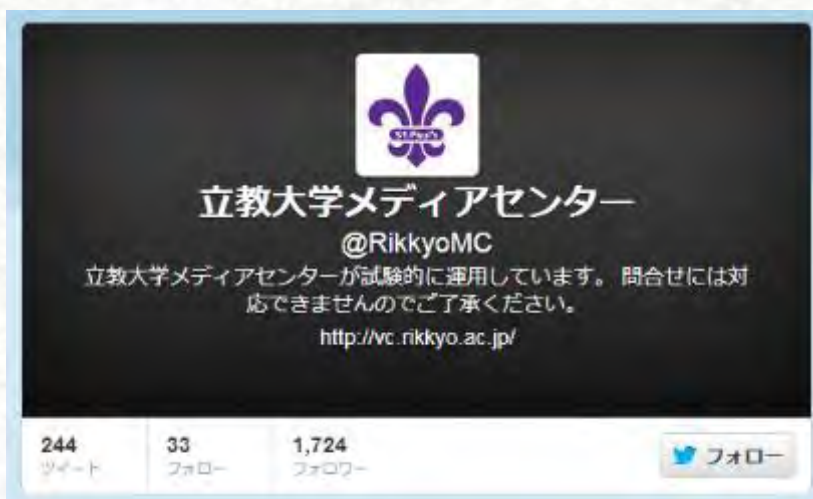 St.Paul's
立教大学メディアセンター
@RikkyoMC
立教大学メディアセンターが試験的に運用しています。 問合せには対
応できませんのでご了承ください。
http://vc.rikkyo.ac.jp/
244 33 1,724
ツイート フォロー フォロワー
フォロー